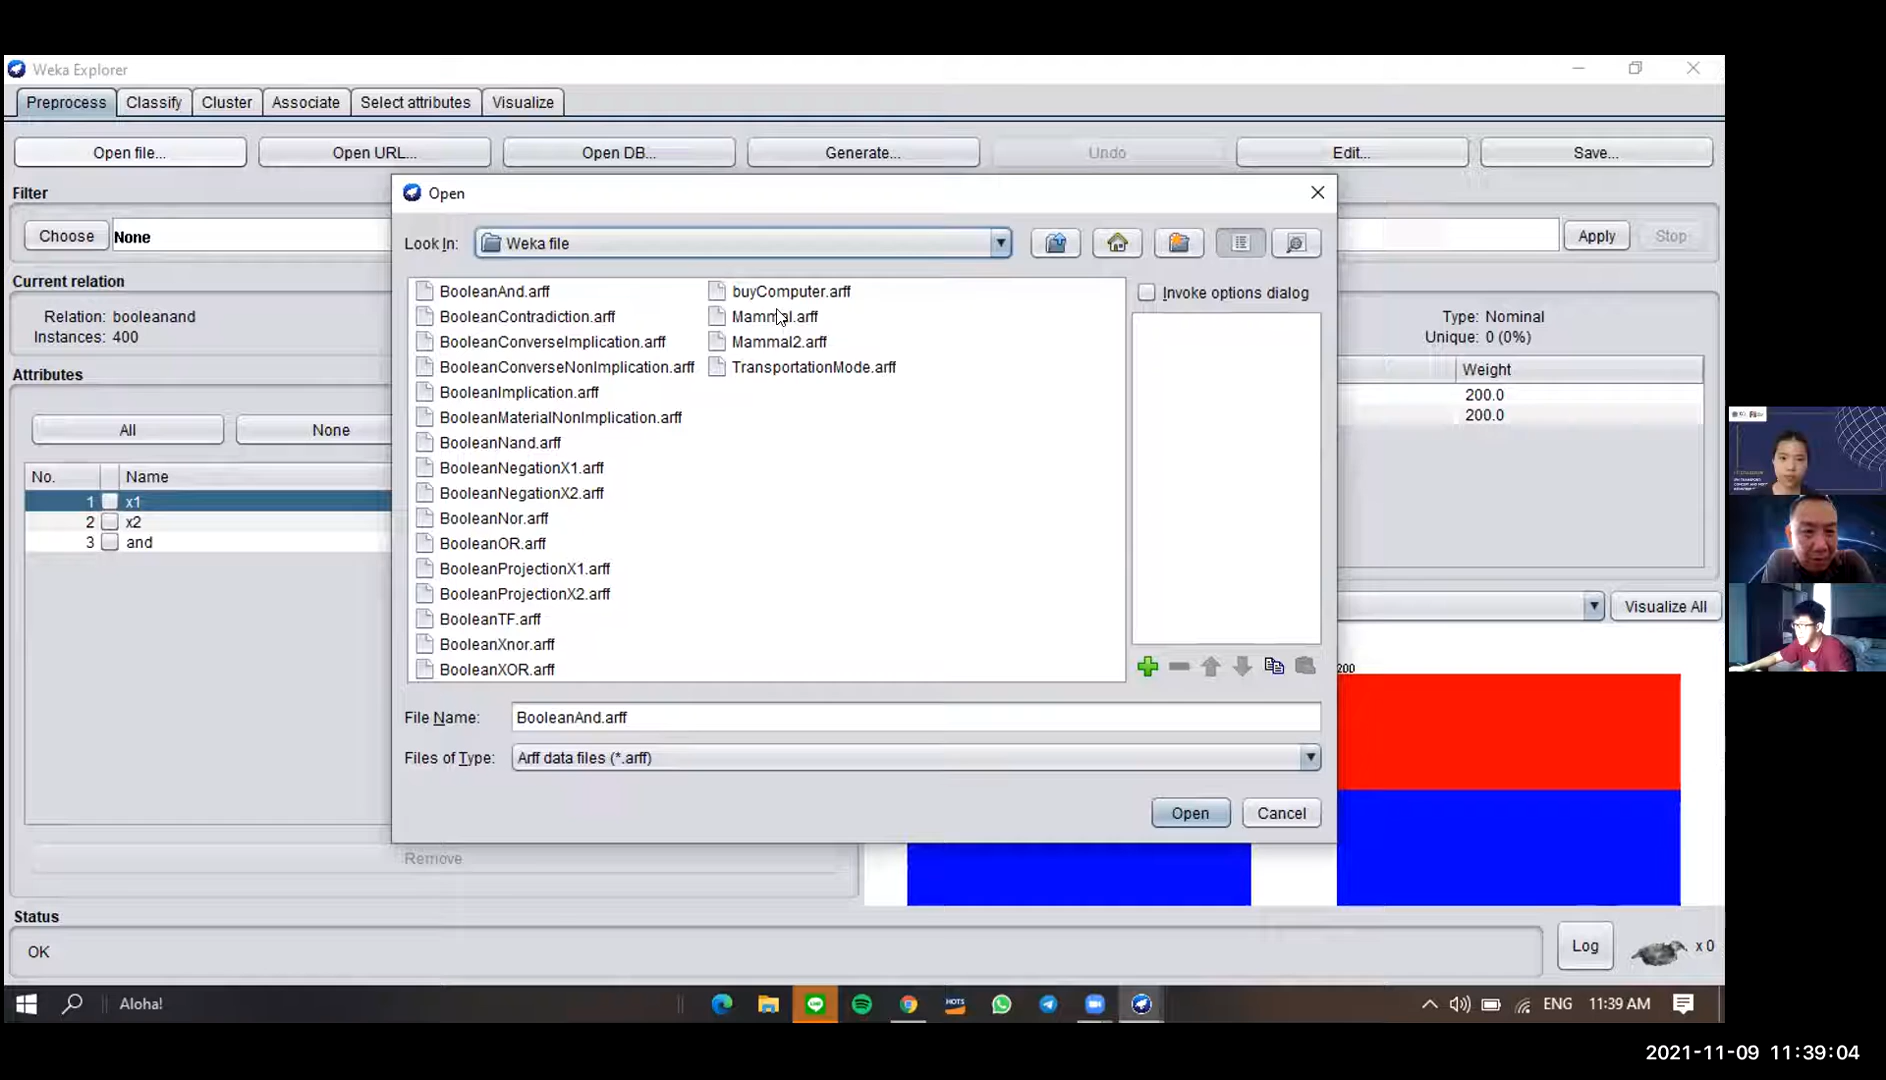 Weka Explorer
Preprocess Classify Cluster Associate Select attributes Visualize
Open file... Open URL... Open DB... Generate... Undo Edit... Save...
Filter
Choose None Apply Stop
Current relation
Relation: booleanand
Instances: 400
Type: Nominal
Unique: 0 (0%)
Attributes
All None
No. Name
1 x1
2 x2
3 and
Remove
Weight
200.0
200.0
Visualize All
200
Open
Look In: Weka file
BooleanAnd.arff
BooleanContradiction.arff
BooleanConverseImplication.arff
BooleanConverseNonImplication.arff
BooleanImplication.arff
BooleanMaterialNonImplication.arff
BooleanNand.arff
BooleanNegationX1.arff
BooleanNegationX2.arff
BooleanNor.arff
BooleanOR.arff
BooleanProjectionX1.arff
BooleanProjectionX2.arff
BooleanTF.arff
BooleanXnor.arff
BooleanXOR.arff
buyComputer.arff
Mammal.arff
Mammal2.arff
TransportationMode.arff
Invoke options dialog
File Name: BooleanAnd.arff
Files of Type: Arff data files (*.arff)
Open Cancel
Status
OK
Log x 0
Aloha!
HOTS
ENG 11:39 AM
2021-11-09 11:39:04